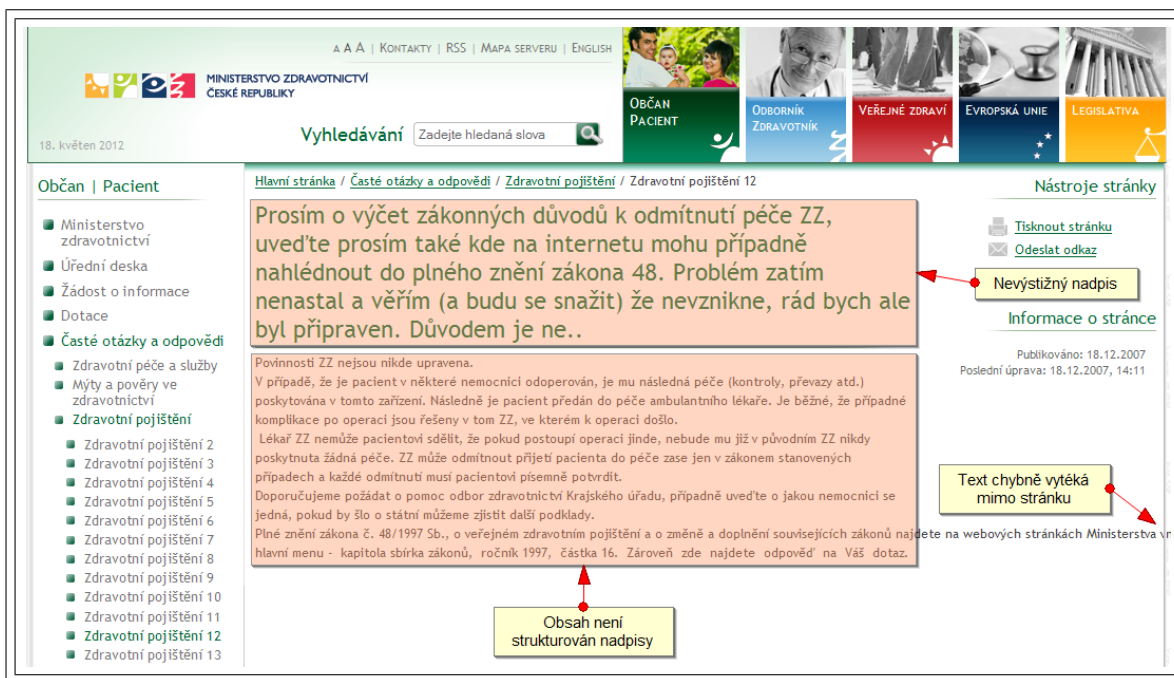 A A A | KONTAKTY | RSS | MAPA SERVERU | ENGLISH
MINISTERSTVO ZDRAVOTNICTVÍ
ČESKÉ REPUBLIKY
OBČAN
PACIENT
ODBORNÍK
ZDRAVOTNÍK
VEŘEJNÉ ZDRAVÍ
EVROPSKÁ UNIE
LEGISLATIVA
18. květen 2012
Vyhledávání Zadejte hledaná slova
Občan | Pacient
Ministerstvo
zdravotnictví
Úřední deska
Žádost o informace
Dotace
Časté otázky a odpovědi
Zdravotní péče a služby
Mýty a pověry ve
zdravotnictví
Zdravotní pojištění
Zdravotní pojištění 2
Zdravotní pojištění 3
Zdravotní pojištění 4
Zdravotní pojištění 5
Zdravotní pojištění 6
Zdravotní pojištění 7
Zdravotní pojištění 8
Zdravotní pojištění 9
Zdravotní pojištění 10
Zdravotní pojištění 11
Zdravotní pojištění 12
Zdravotní pojištění 13
Hlavní stránka / Časté otázky a odpovědi / Zdravotní pojištění / Zdravotní pojištění 12
Prosím o výčet zákonných důvodů k odmítnutí péče ZZ,
uveďte prosím také kde na internetu mohu případně
nahlédnout do plného znění zákona 48. Problém zatím
nenastal a věřím (a budu se snažit) že nevznikne, rád bych ale
byl připraven. Důvodem je ne..
Povinnosti ZZ nejsou nikde upravena.
V případě, že je pacient v některé nemocnici odoperován, je mu následná péče (kontroly, převazy atd.)
poskytována v tomto zařízení. Následně je pacient předán do péče ambulantního lékaře. Je běžné, že případné
komplikace po operaci jsou řešeny v tom ZZ, ve kterém k operaci došlo.
Lékař ZZ nemůže pacientovi sdělit, že pokud postoupí operaci jinde, nebude mu již v původním ZZ nikdy
poskytnuta žádná péče. ZZ může odmítnout přijetí pacienta do péče zase jen v zákonem stanovených
případech a každé odmítnutí musí pacientovi písemně potvrdit.
Doporučujeme požádat o pomoc odbor zdravotnictví Krajského úřadu, případně uveďte o jakou nemocnici se
jedná, pokud by šlo o státní můžeme zjistit další podklady.
Plné znění zákona č. 48/1997 Sb., o veřejném zdravotním pojištění a o změně a doplnění souvisejících zákonů najdete na webových stránkách Ministerstva
hlavní menu - kapitola sbírka zákonů, ročník 1997, částka 16. Zároveň zde najdete odpověď na Váš dotaz.
Obsah není
strukturován nadpisy
Nástroje stránky
Tisknout stránku
Odeslat odkaz
Nevýstižný nadpis
Informace o stránce
Publikováno: 18.12.2007
Poslední úprava: 18.12.2007, 14:11
Text chybně vytéká
mimo stránku